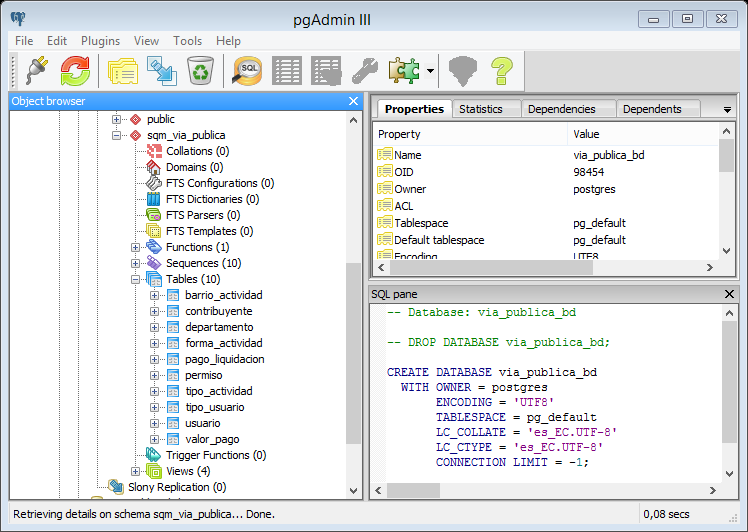 pgAdmin III
File Edit Plugins View Tools Help
SQL
Object browser
public
sqm_via_publica
Collations (0)
Domains (0)
FTS Configurations (0)
FTS Dictionaries (0)
FTS Parsers (0)
FTS Templates (0)
Functions (1)
Sequences (10)
Tables (10)
barrio_actividad
contribuyente
departamento
forma_actividad
pago_liquidacion
permiso
tipo_actividad
tipo_usuario
usuario
valor_pago
Trigger Functions (0)
Views (4)
Slony Replication (0)
Properties Statistics Dependencies Dependents
Property Value
Name via_publica_bd
OID 98454
Owner postgres
ACL
Tablespace pg_default
Default tablespace pg_default
Encoding UTF8
SQL pane
-- Database: via_publica_bd
-- DROP DATABASE via_publica_bd;
CREATE DATABASE via_publica_bd
WITH OWNER = postgres
ENCODING = 'UTF8'
TABLESPACE = pg_default
LC_COLLATE = 'es_EC.UTF-8'
LC_CTYPE = 'es_EC.UTF-8'
CONNECTION LIMIT = -1;
Retrieving details on schema sqm_via_publica... Done. 0,08 secs